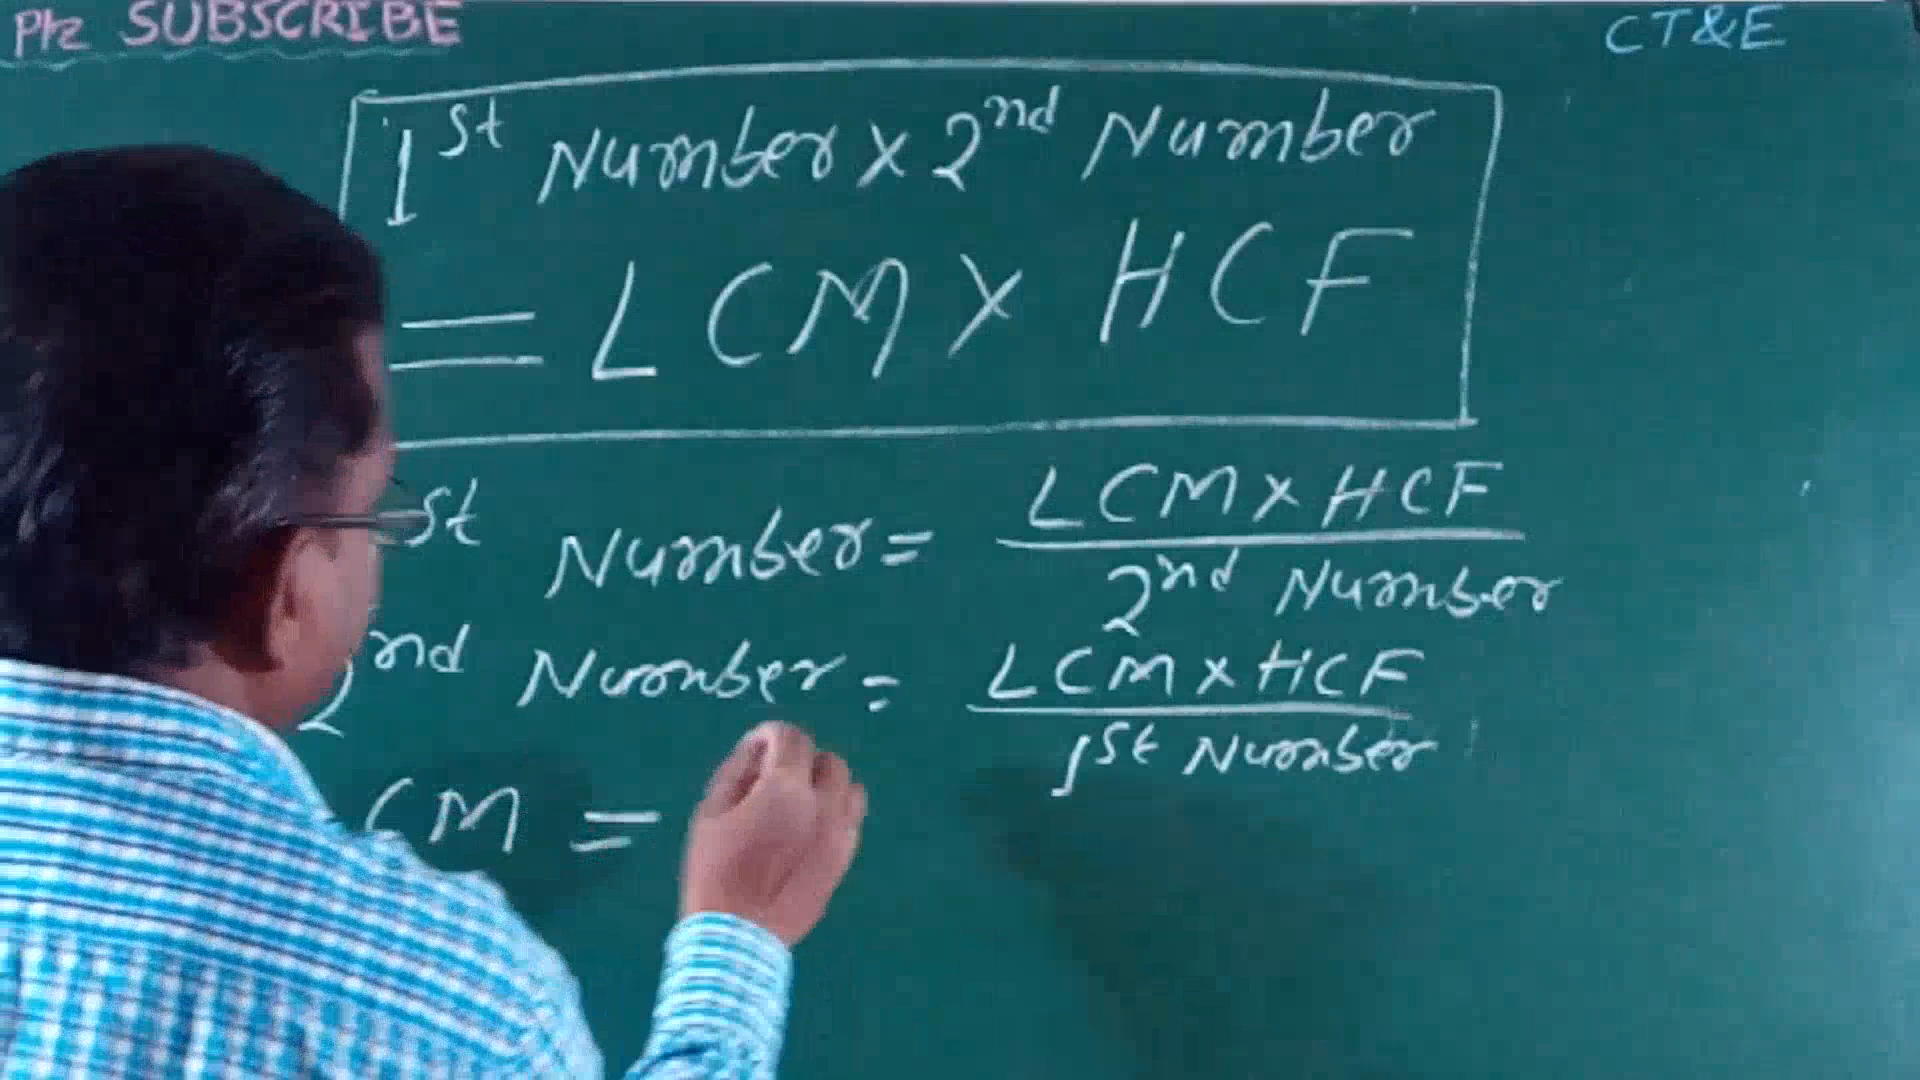 Plz SUBSCRIBE
CT&E
1st Number x 2nd Number
= LCM x HCF
st Number = LCM x HCF
2nd Number
2nd Number = LCM x HCF
1st Number
CM =